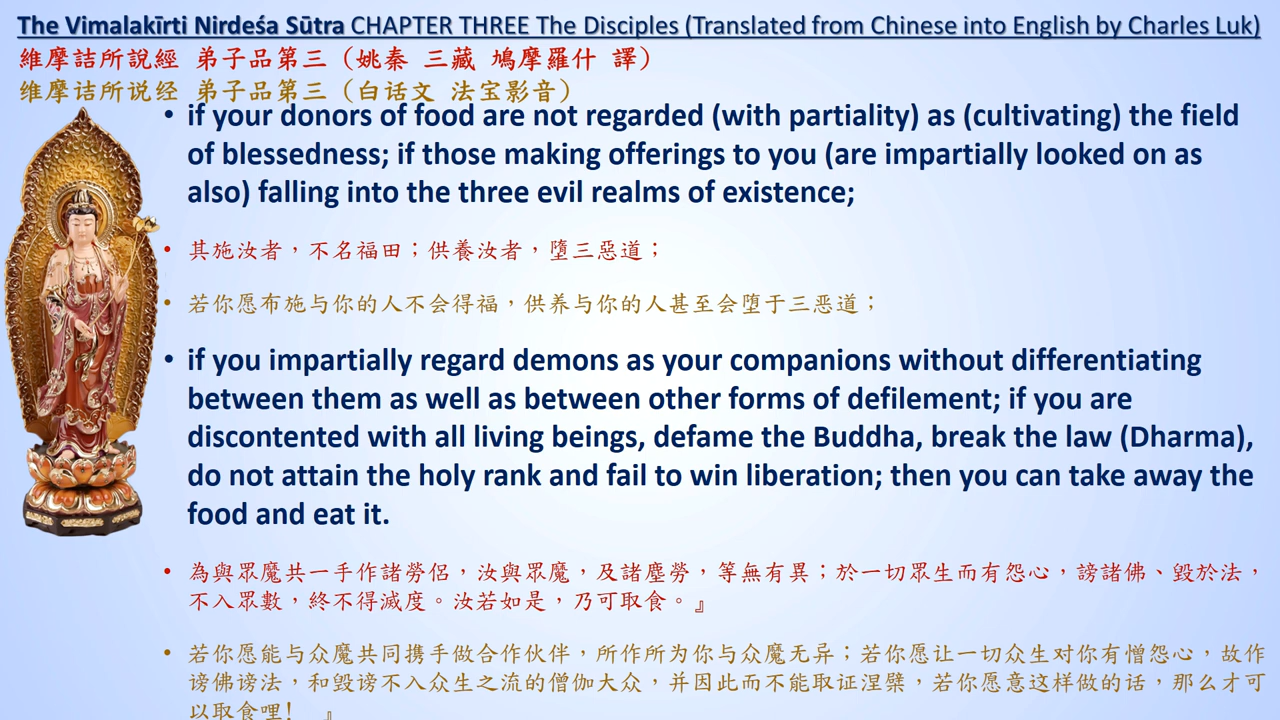 The Vimalakīrti Nirdeśa Sūtra CHAPTER THREE The Disciples (Translated from Chinese into English by Charles Luk)
維摩詰所說經 弟子品第三（姚秦 三藏 鳩摩羅什 譯）
维摩诘所说经 弟子品第三（白话文 法宝影音）
• if your donors of food are not regarded (with partiality) as (cultivating) the field
of blessedness; if those making offerings to you (are impartially looked on as
also) falling into the three evil realms of existence;
• 其施汝者，不名福田；供養汝者，墮三惡道；
• 若你愿布施与你的人不会得福，供养与你的人甚至会堕于三恶道；
• if you impartially regard demons as your companions without differentiating
between them as well as between other forms of defilement; if you are
discontented with all living beings, defame the Buddha, break the law (Dharma),
do not attain the holy rank and fail to win liberation; then you can take away the
food and eat it.
• 為與眾魔共一手作諸勞侶，汝與眾魔，及諸塵勞，等無有異；於一切眾生而有怨心，謗諸佛、毀於法，
不入眾數，終不得滅度。汝若如是，乃可取食。』
• 若你愿能与众魔共同携手做合作伙伴，所作所为你与众魔无异；若你愿让一切众生对你有憎怨心，故作
谤佛谤法，和毁谤不入众生之流的僧伽大众，并因此而不能取证涅槃，若你愿意这样做的话，那么才可
以取食哩！ 』